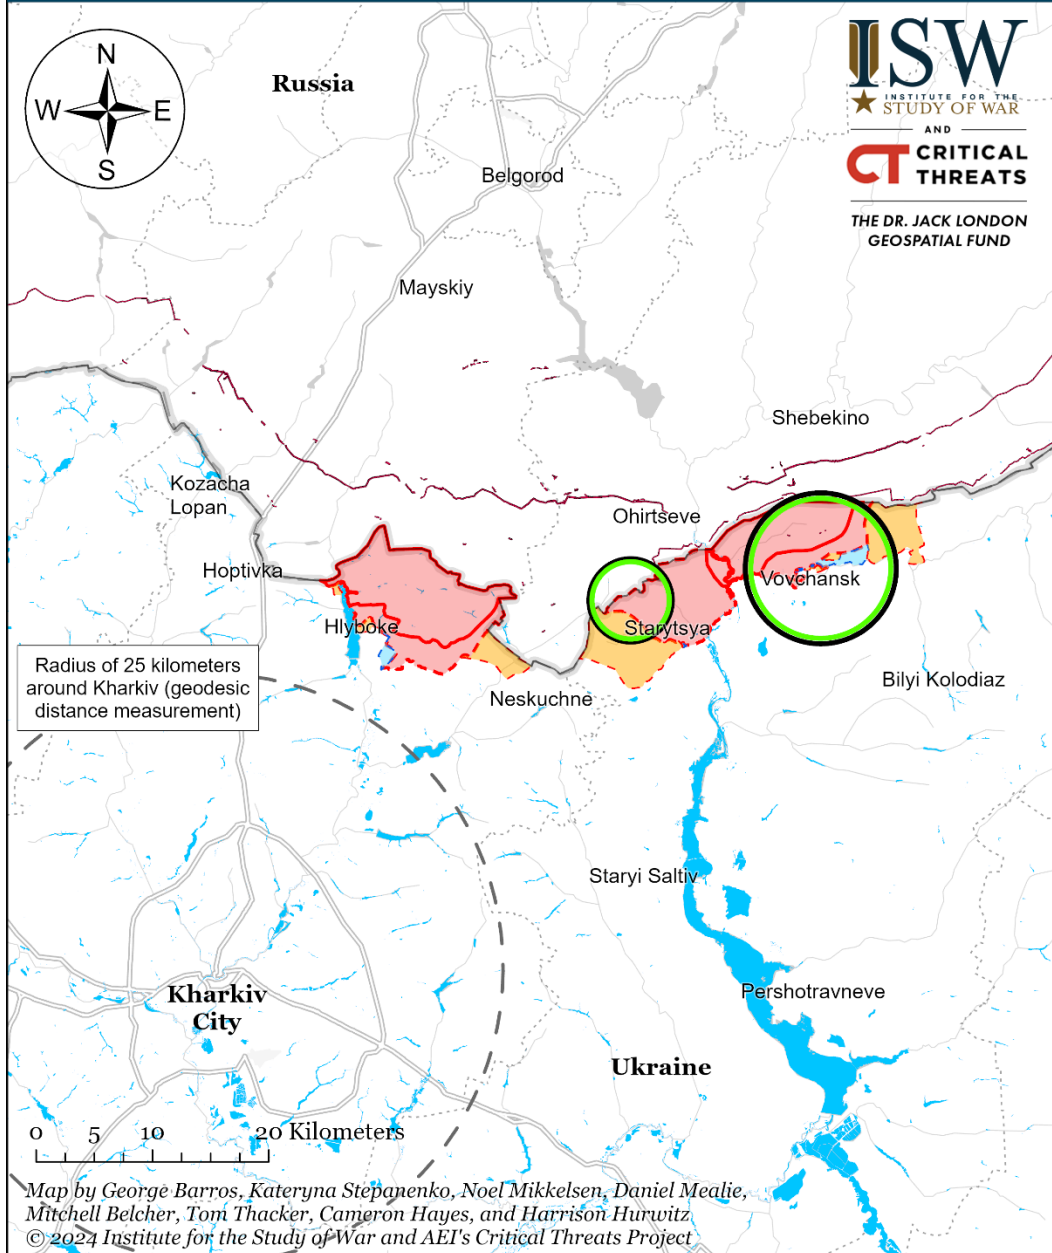 N
W E
S
Russia
ISW
INSTITUTE FOR THE
STUDY OF WAR
AND
CT CRITICAL
THREATS
THE DR. JACK LONDON
GEOSPATIAL FUND
Belgorod
Mayskiy
Shebekino
Kozacha
Lopan
Ohirtseve
Hoptivka
Vovchansk
Hlyboke
Starytsya
Radius of 25 kilometers
around Kharkiv (geodesic
distance measurement)
Bilyi Kolodiaz
Neskuchne
Staryi Saltiv
Pershotravneve
Kharkiv
City
Ukraine
0 5 10 20 Kilometers
Map by George Barros, Kateryna Stepanenko, Noel Mikkelsen, Daniel Mealie,
Mitchell Belcher, Tom Thacker, Cameron Hayes, and Harrison Hurwitz
© 2024 Institute for the Study of War and AEI's Critical Threats Project